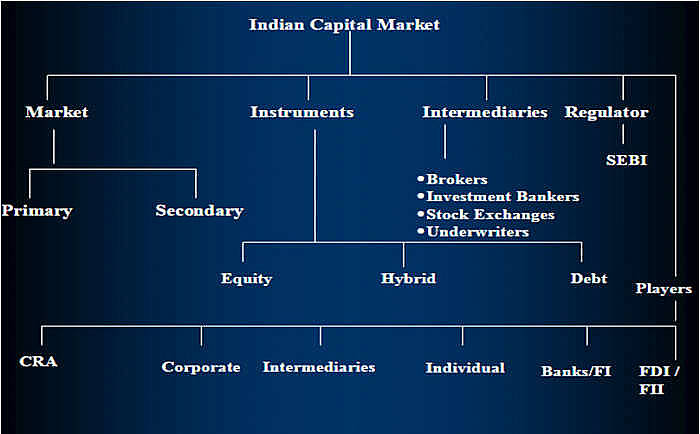 Indian Capital Market
Market Instruments Intermediaries Regulator
SEBI
• Brokers
• Investment Bankers
• Stock Exchanges
• Underwriters
Primary Secondary
Equity Hybrid Debt
Players
CRA Corporate Intermediaries Individual Banks/FI FDI /
FII